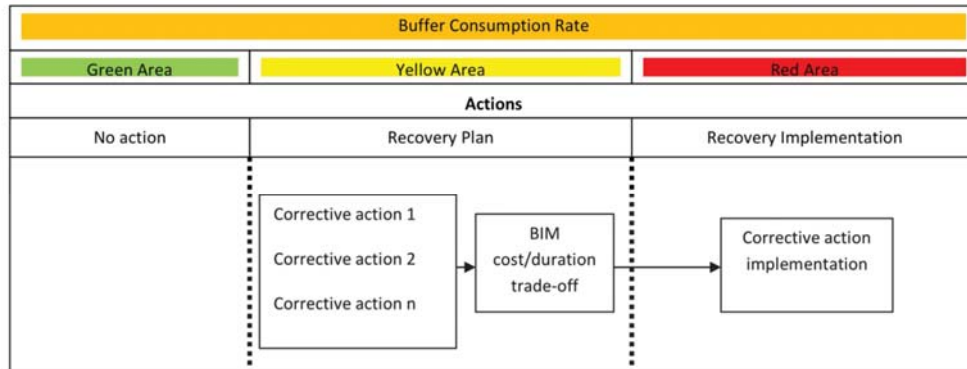 Buffer Consumption Rate
Green Area
Yellow Area
Red Area
Actions
No action
Recovery Plan
Recovery Implementation
Corrective action 1
Corrective action 2
Corrective action n
BIM
cost/duration
trade-off
Corrective action
implementation